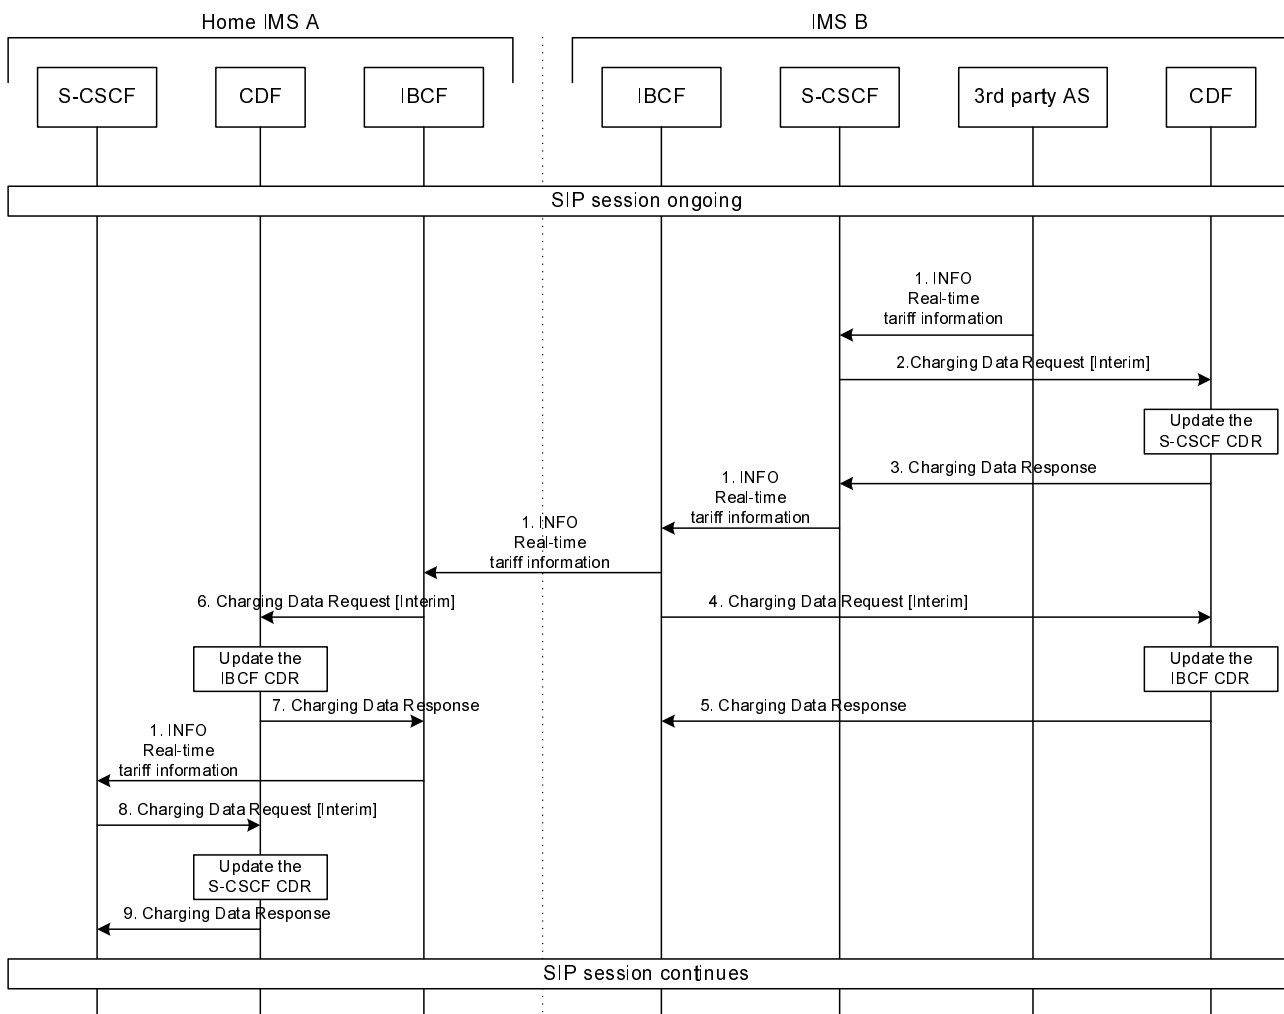 Home IMS A
IMS B
S-CSCF
CDF
IBCF
IBCF
S-CSCF
3rd party AS
CDF
SIP session ongoing
1. INFO
Real-time
tariff information
2.Charging Data Request [Interim]
Update the
S-CSCF CDR
3. Charging Data Response
1. INFO
Real-time
tariff information
1. INFO
Real-time
tariff information
6. Charging Data Request [Interim]
4. Charging Data Request [Interim]
Update the
IBCF CDR
Update the
IBCF CDR
7. Charging Data Response
5. Charging Data Response
1. INFO
Real-time
tariff information
8. Charging Data Request [Interim]
Update the
S-CSCF CDR
9. Charging Data Response
SIP session continues